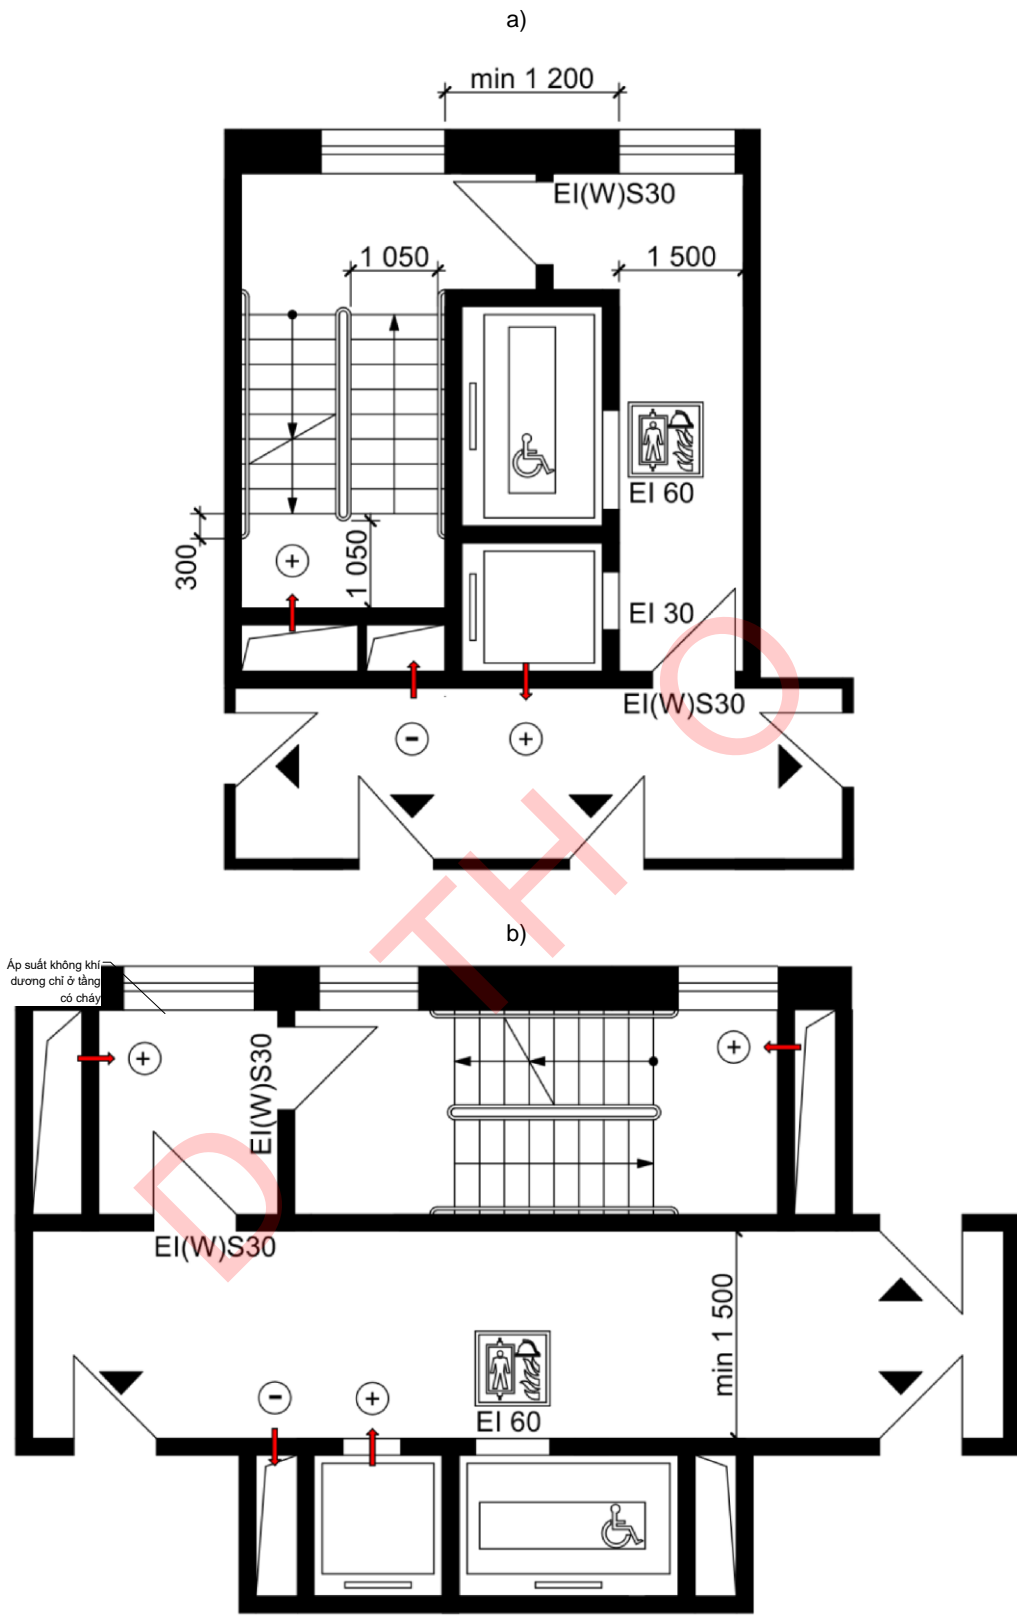 a)
min 1 200
EI(W)S30
1 050
1 500
EI 60
300
1 050
+
EI 30
EI(W)S30
-
+
b)
Áp suất không khí
dương chỉ ở tầng
có cháy
+
EI(W)S30
+
EI(W)S30
min 1 500
-
+
EI 60
D TH O